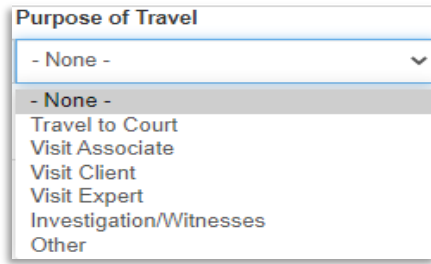 Purpose of Travel
- None -
- None -
Travel to Court
Visit Associate
Visit Client
Visit Expert
Investigation/Witnesses
Other